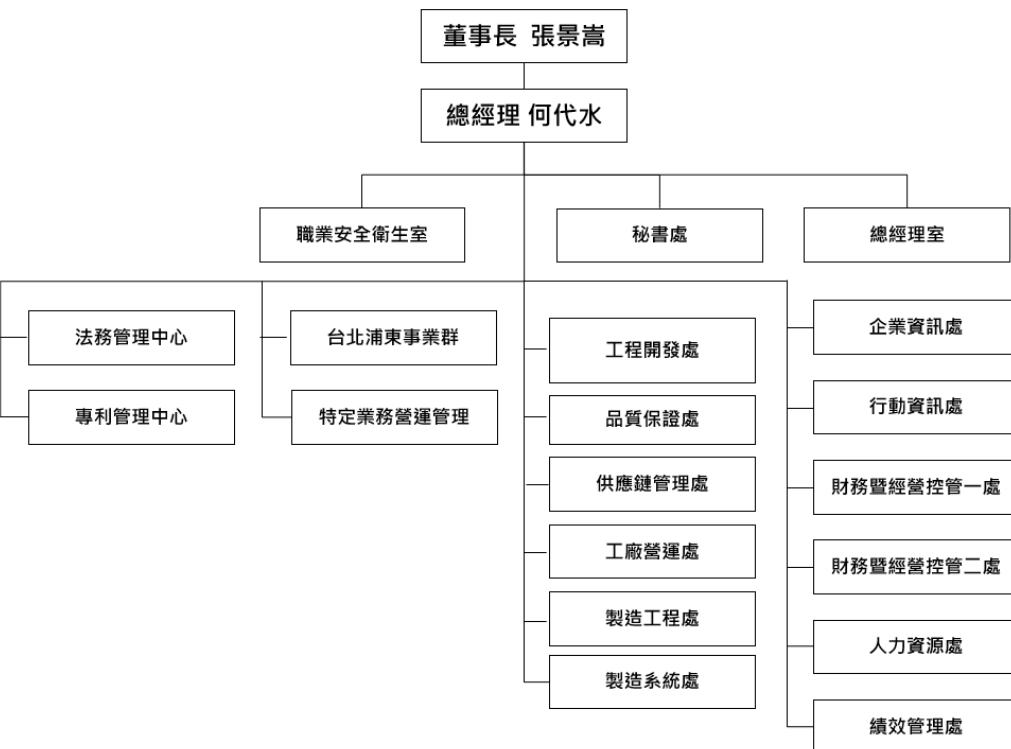 董事長 張景嵩
總經理 何代水
職業安全衛生室
秘書處
總經理室
法務管理中心
專利管理中心
台北浦東事業群
特定業務營運管理
工程開發處
品質保證處
供應鏈管理處
工廠營運處
製造工程處
製造系統處
企業資訊處
行動資訊處
財務暨經營控管一處
財務暨經營控管二處
人力資源處
績效管理處